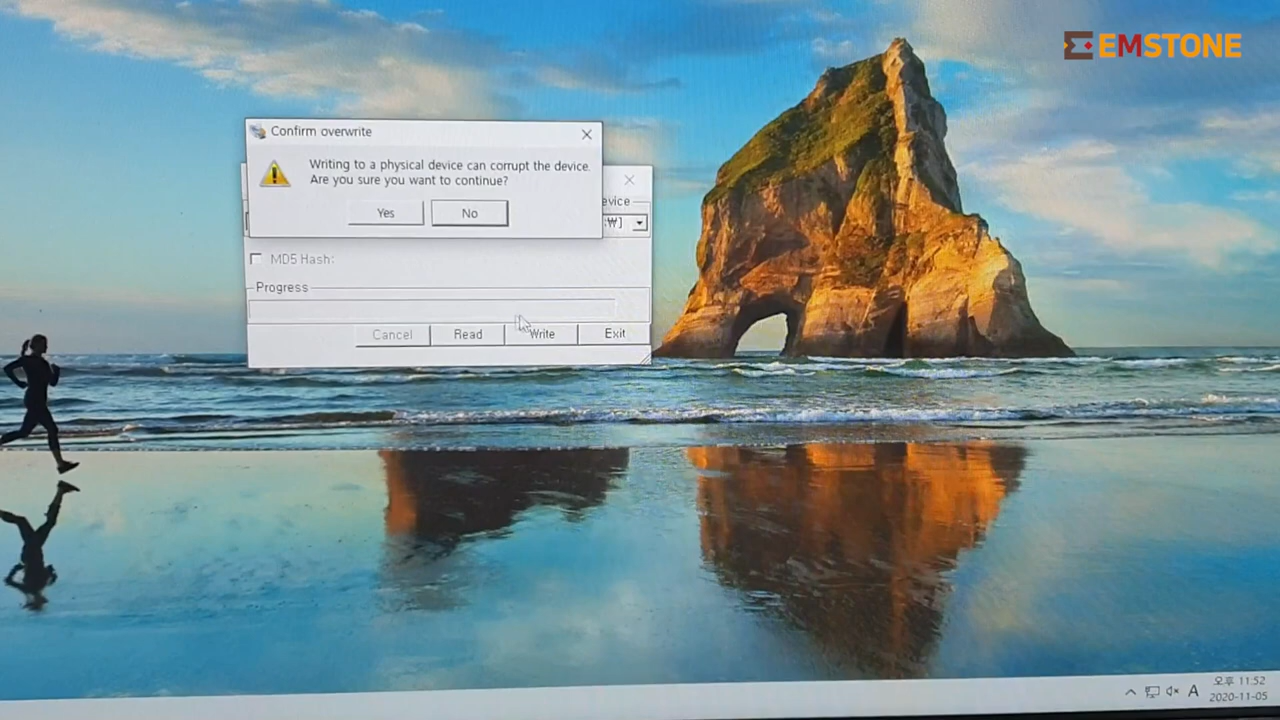 EMSTONE
Confirm overwrite
Writing to a physical device can corrupt the device.
Are you sure you want to continue?
Yes
No
evice
:₩]
MD5 Hash:
Progress
Cancel
Read
Write
Exit
A
오후 11:52
2020-11-05